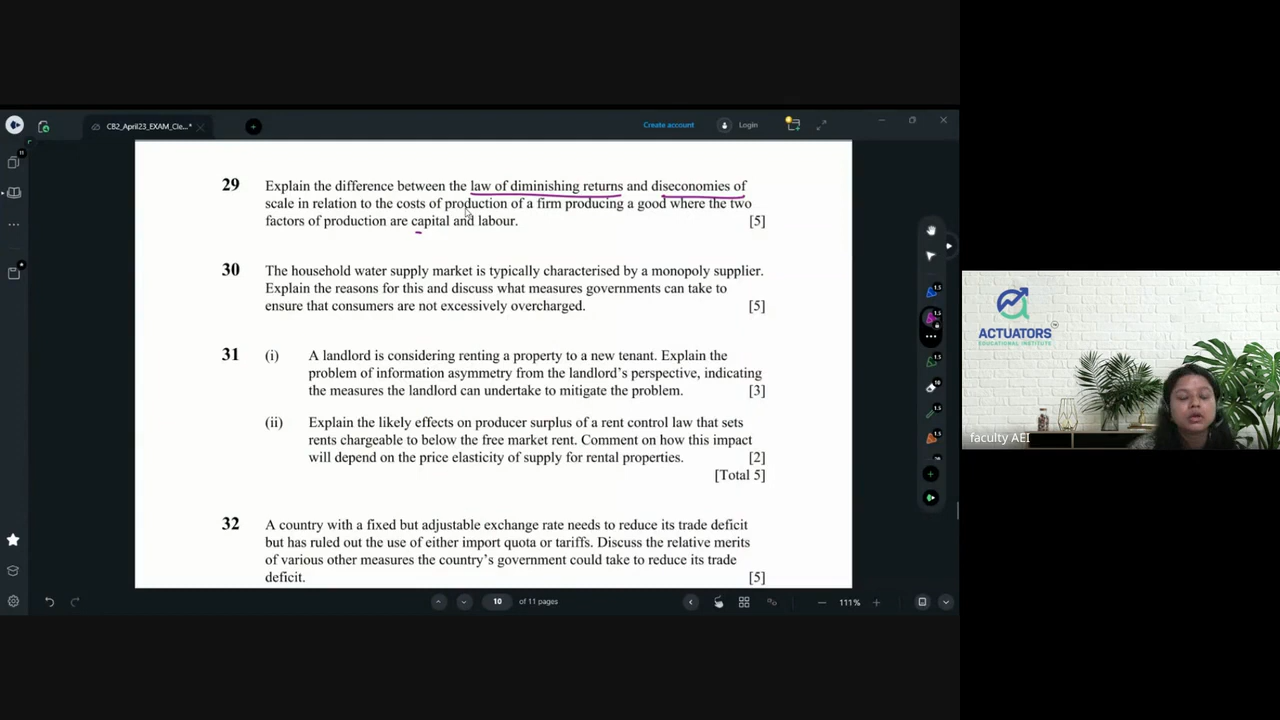 CB2_April23_EXAM_Cle...*
Create account
Login
29 Explain the difference between the law of diminishing returns and diseconomies of
scale in relation to the costs of production of a firm producing a good where the two
factors of production are capital and labour. [5]
30 The household water supply market is typically characterised by a monopoly supplier.
Explain the reasons for this and discuss what measures governments can take to
ensure that consumers are not excessively overcharged. [5]
31 (i) A landlord is considering renting a property to a new tenant. Explain the
problem of information asymmetry from the landlord's perspective, indicating
the measures the landlord can undertake to mitigate the problem. [3]
(ii) Explain the likely effects on producer surplus of a rent control law that sets
rents chargeable to below the free market rent. Comment on how this impact
will depend on the price elasticity of supply for rental properties. [2]
[Total 5]
32 A country with a fixed but adjustable exchange rate needs to reduce its trade deficit
but has ruled out the use of either import quota or tariffs. Discuss the relative merits
of various other measures the country's government could take to reduce its trade
deficit. [5]
10 of 11 pages
111%
ACTUATORS
EDUCATIONAL INSTITUTE
faculty AEI